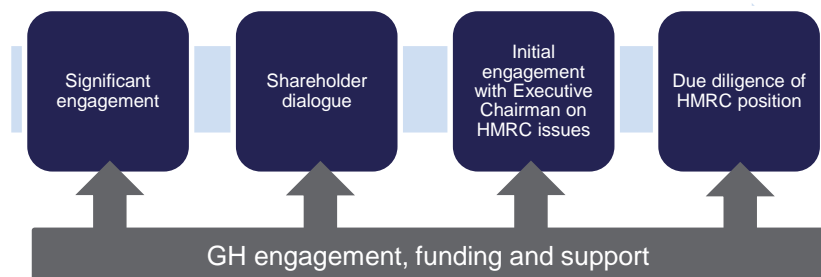 Significant
engagement
Shareholder
dialogue
Initial
engagement
with Executive
Chairman on
HMRC issues
Due diligence of
HMRC position
GH engagement, funding and support